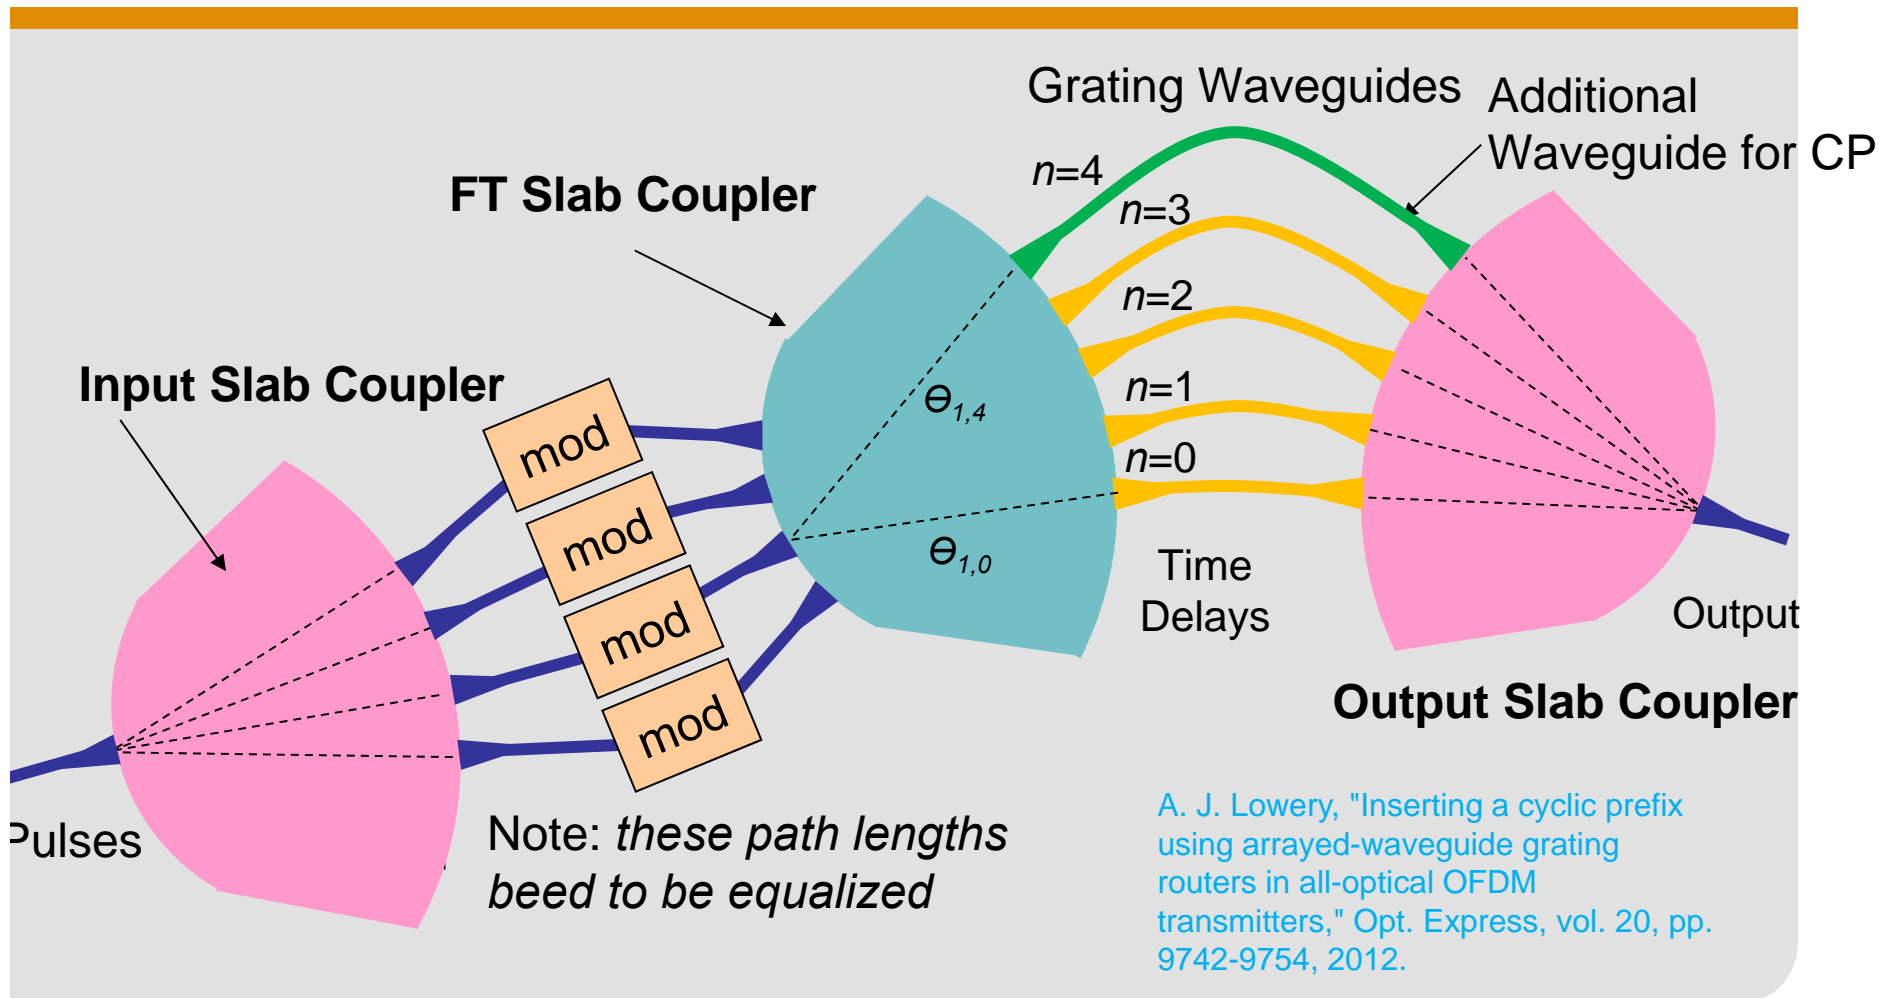 Grating Waveguides
Additional
Waveguide for CP
n=4
FT Slab Coupler
n=3
n=2
Input Slab Coupler
n=1
ϴ1,4
mod
n=0
mod
ϴ1,0
mod
Time
Delays
Output
mod
Output Slab Coupler
Pulses
Note: these path lengths
beed to be equalized
A. J. Lowery, "Inserting a cyclic prefix
using arrayed-waveguide grating
routers in all-optical OFDM
transmitters," Opt. Express, vol. 20, pp.
9742-9754, 2012.